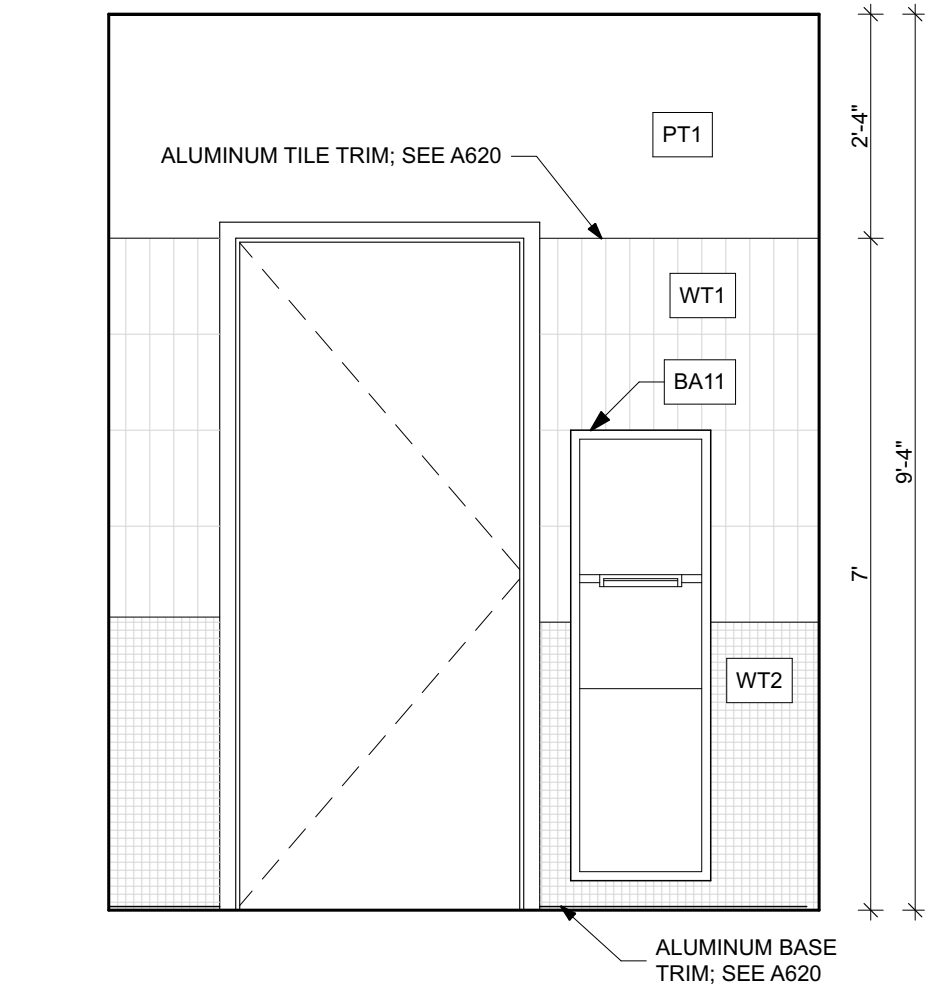 PT1
2'-4"
ALUMINUM TILE TRIM; SEE A620
WT1
BA11
9'-4"
7'
WT2
ALUMINUM BASE
TRIM; SEE A620